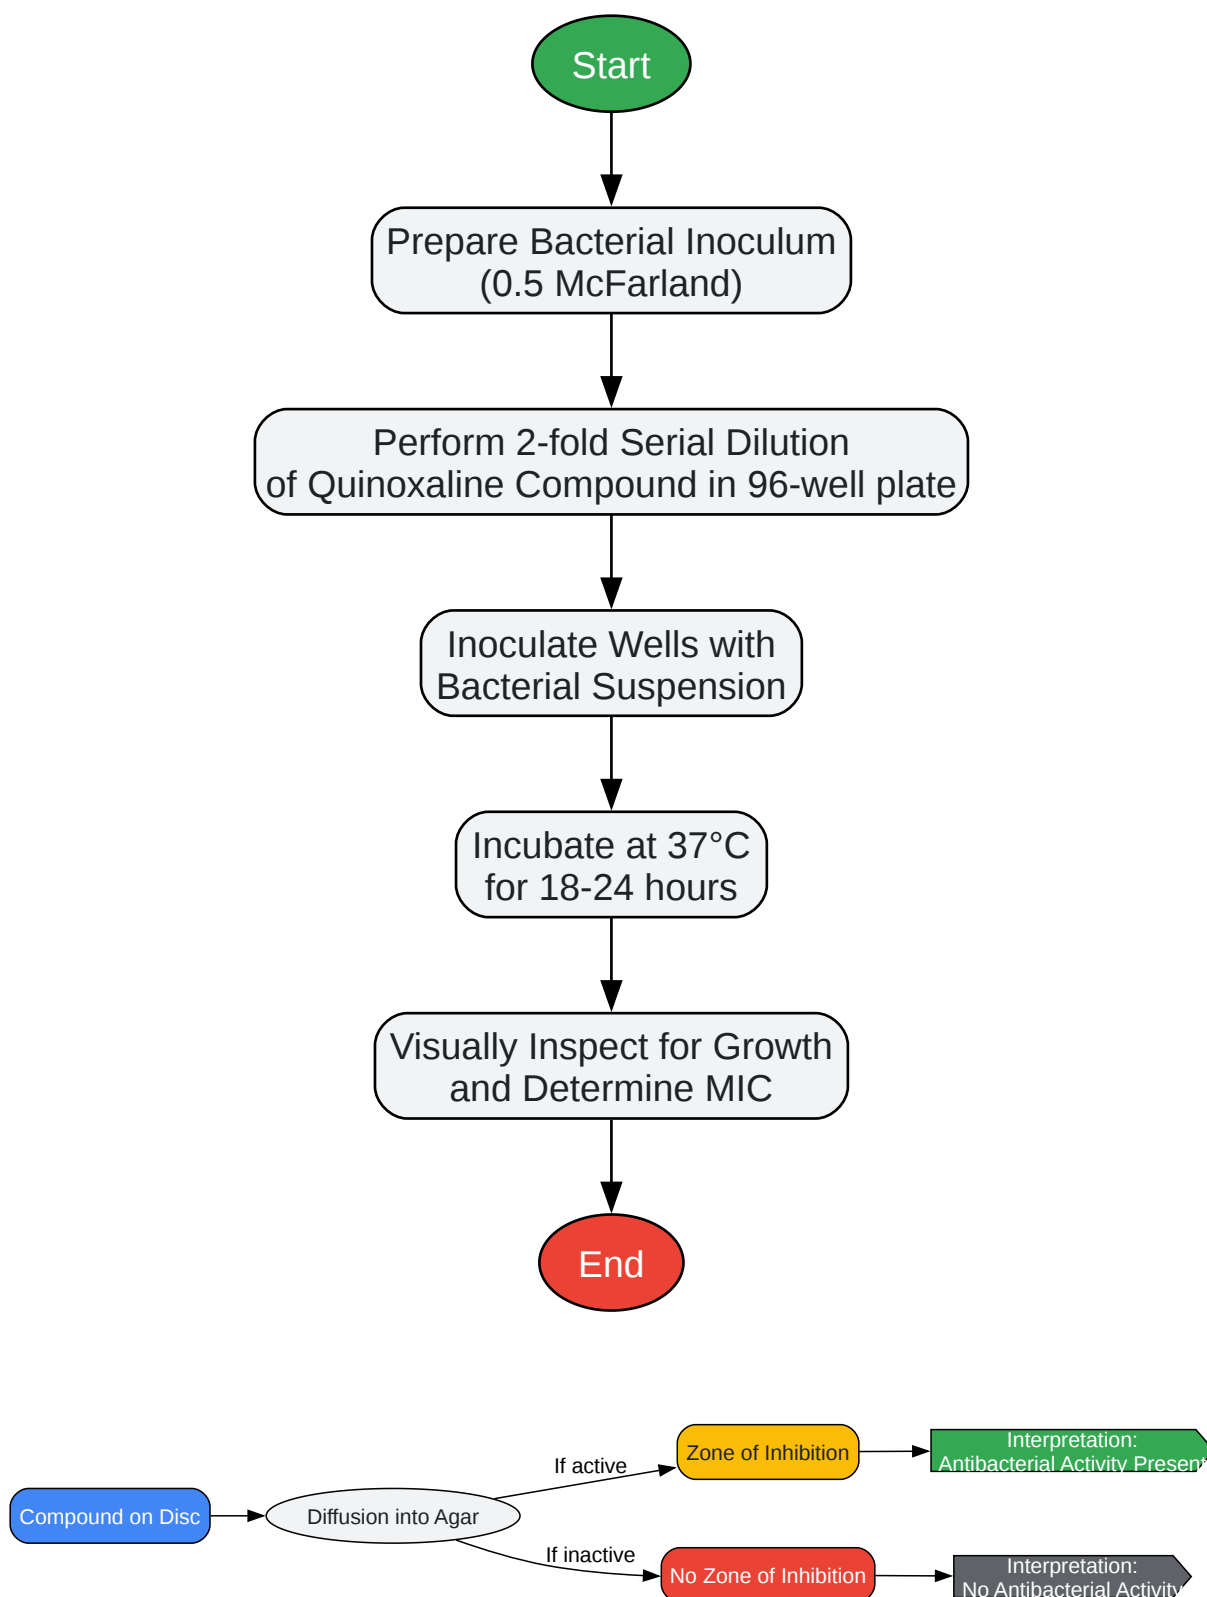 Start
Prepare Bacterial Inoculum
(0.5 McFarland)
Perform 2-fold Serial Dilution
of Quinoxaline Compound in 96-well plate
Inoculate Wells with
Bacterial Suspension
Incubate at 37°C
for 18-24 hours
Visually Inspect for Growth
and Determine MIC
End
Compound on Disc
Diffusion into Agar
If active
Zone of Inhibition
Interpretation:
Antibacterial Activity Present
If inactive
No Zone of Inhibition
Interpretation:
No Antibacterial Activity